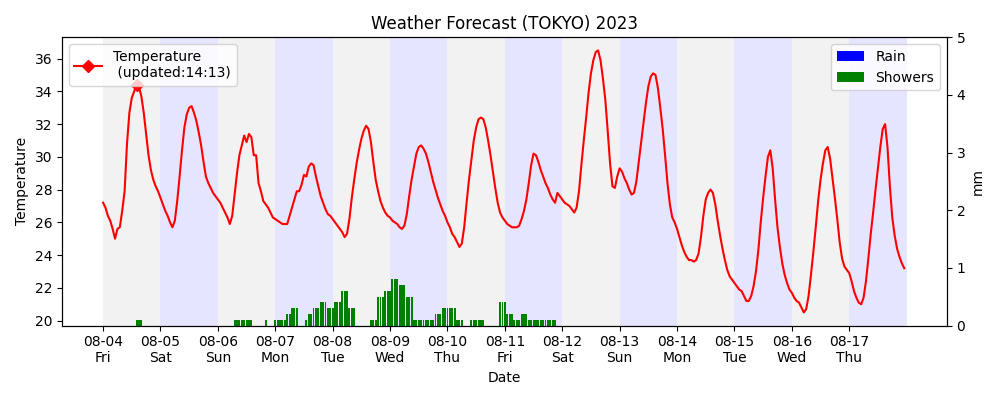 Weather Forecast (TOKYO) 2023
Temperature
(updated:14:13)
Rain
Showers
Temperature
36
34
32
30
28
26
24
22
20
5
4
3
2
1
0
mm
08-04 08-05 08-06 08-07 08-08 08-09 08-10 08-11 08-12 08-13 08-14 08-15 08-16 08-17
Fri Sat Sun Mon Tue Wed Thu Fri Sat Sun Mon Tue Wed Thu
Date